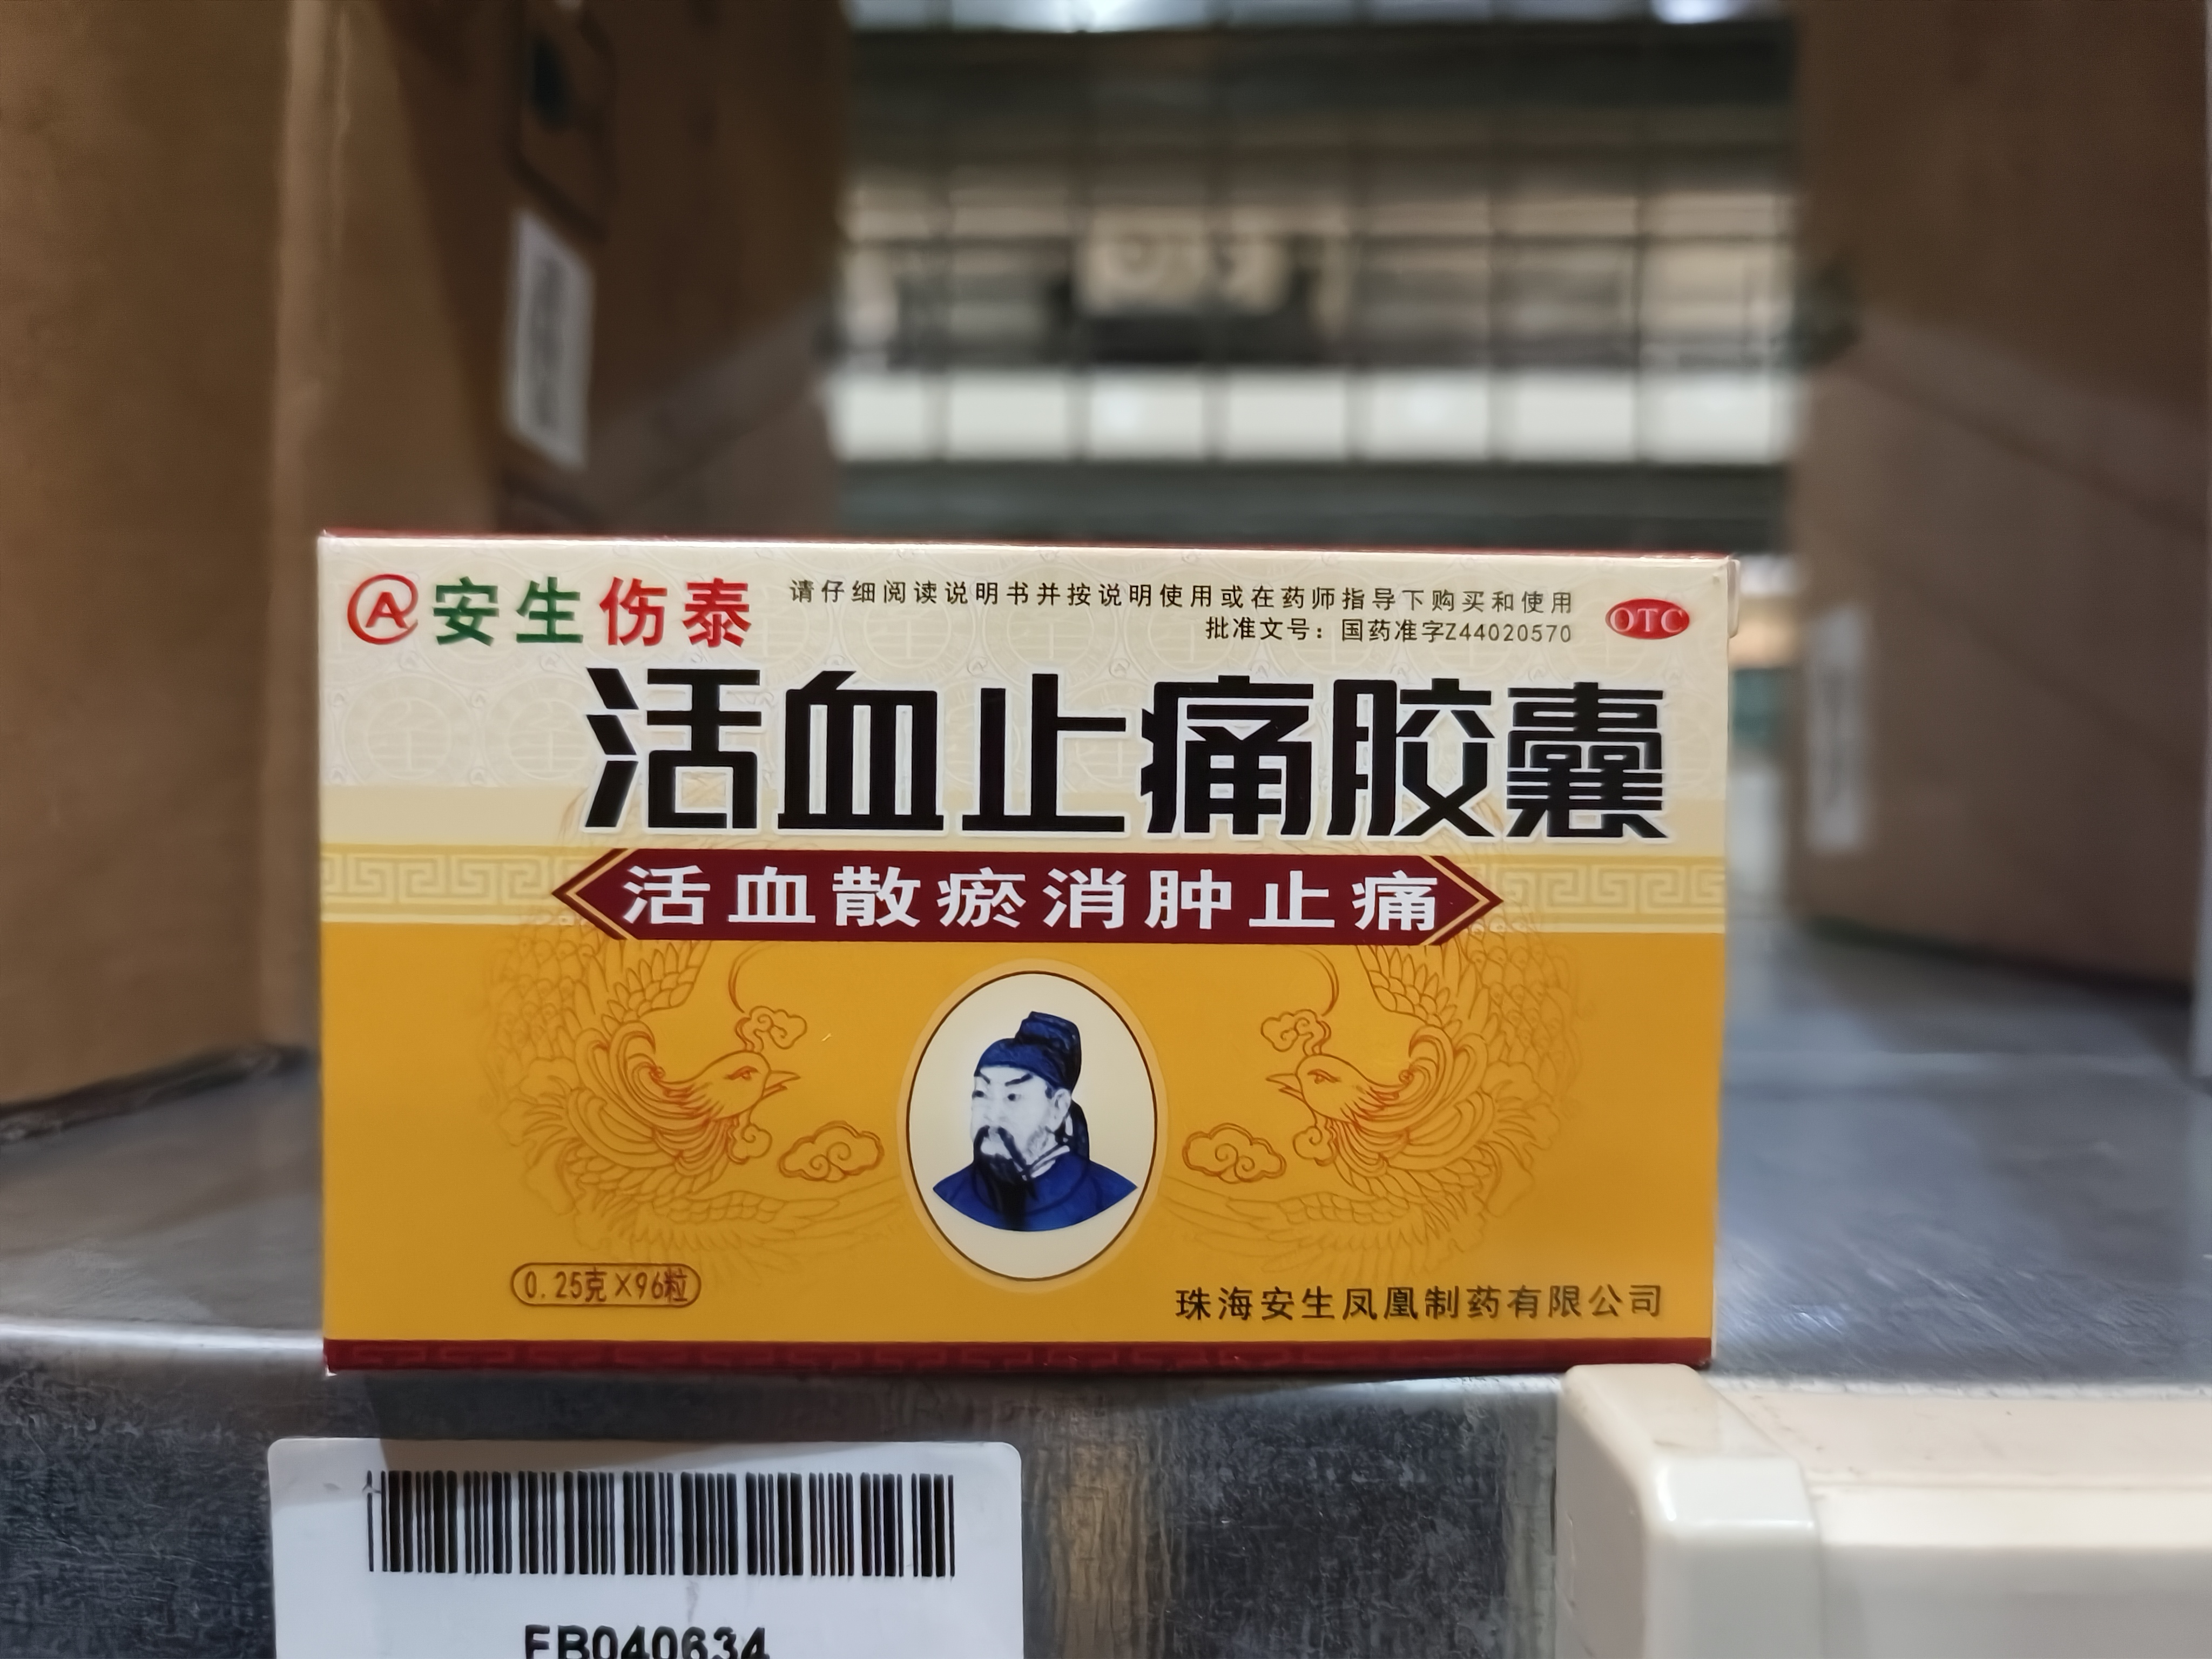 安生伤泰
请仔细阅读说明书并按说明使用或在药师指导下购买和使用
批准文号：国药准字Z44020570
OTC
活血止痛胶囊
活血散瘀消肿止痛
0.25克×96粒
珠海安生凤凰制药有限公司
FB040634